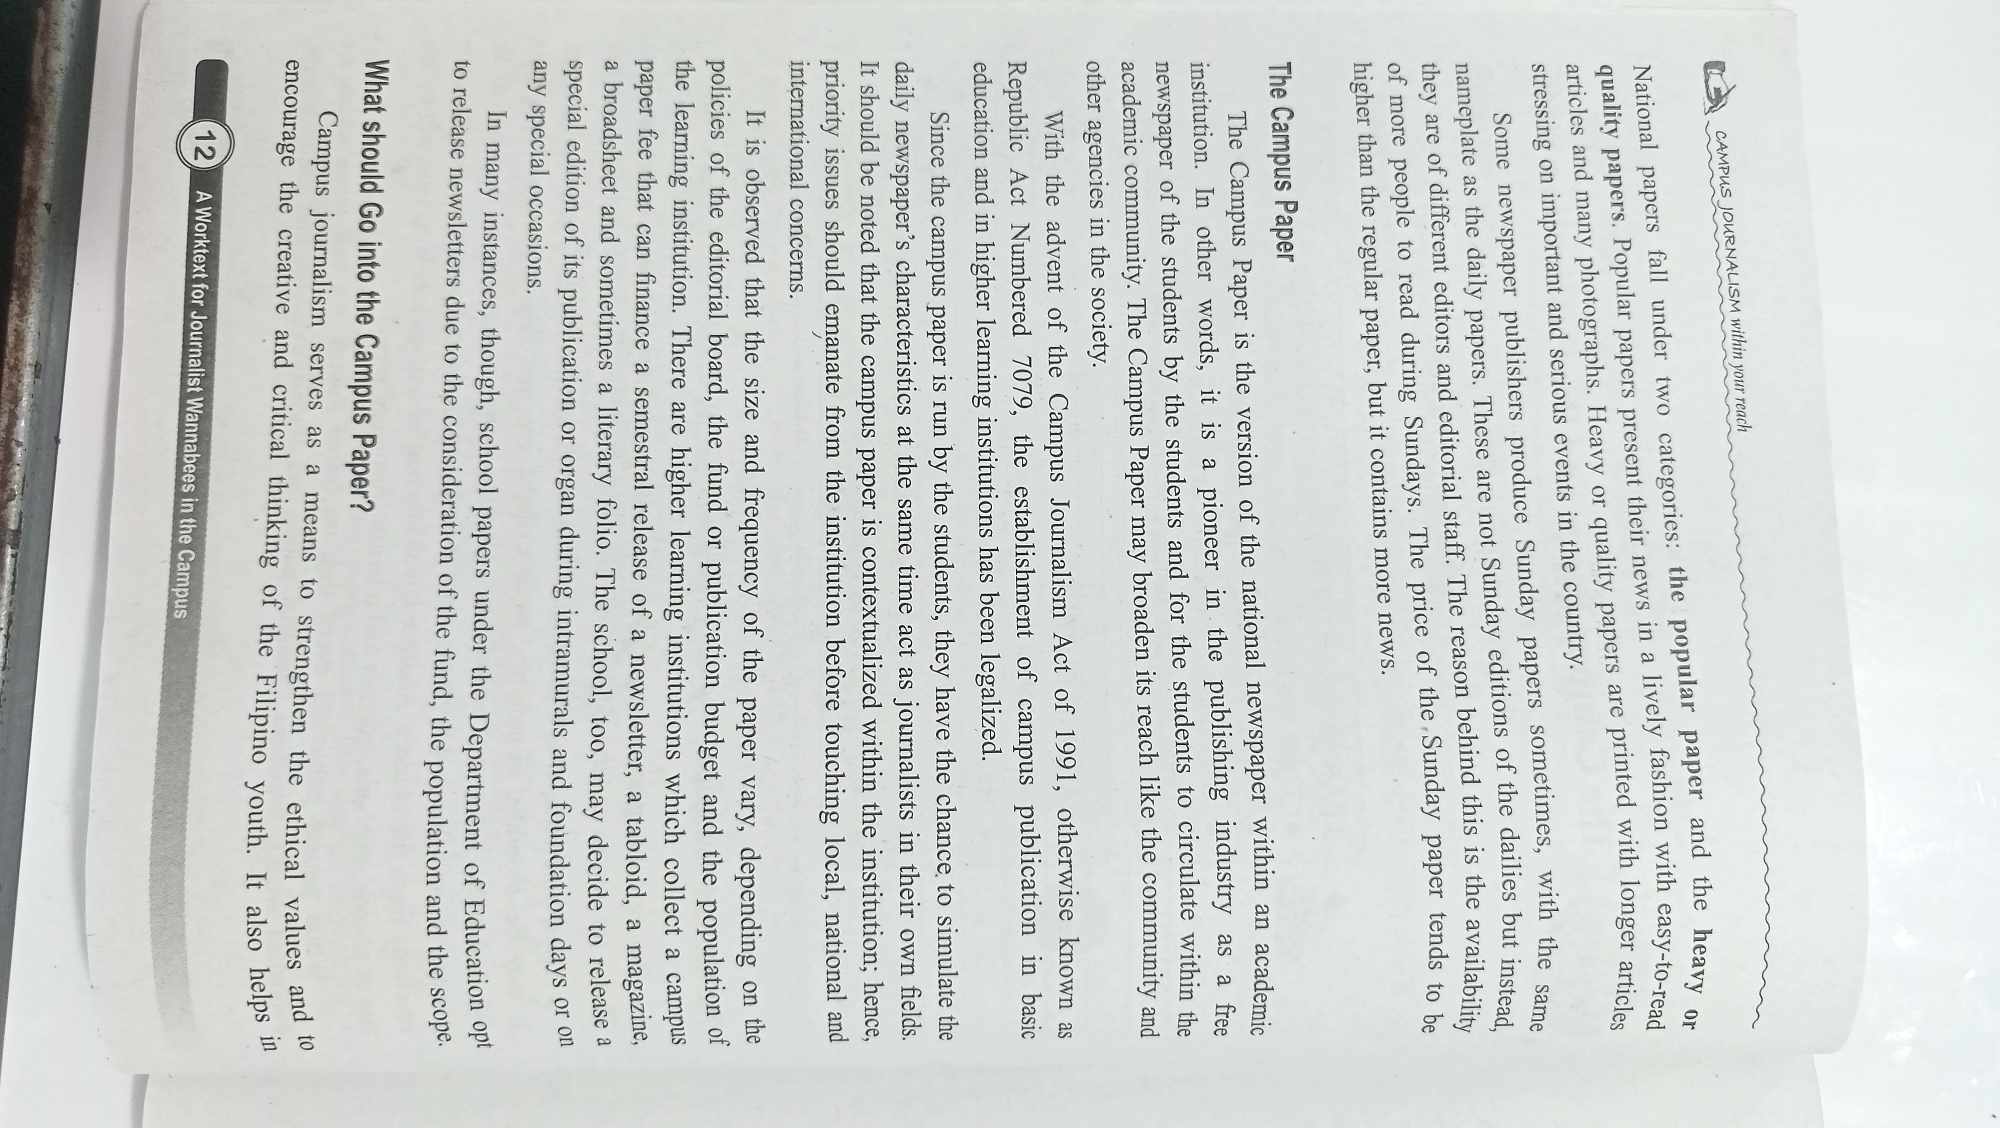 CAMPUS JOURNALISM within your reach
National papers fall under two categories: the popular paper and the heavy or
quality papers. Popular papers present their news in a lively fashion with easy-to-read
articles and many photographs. Heavy or quality papers are printed with longer articles
stressing on important and serious events in the country.
Some newspaper publishers produce Sunday papers sometimes, with the same
nameplate as the daily papers. These are not Sunday editions of the dailies but instead,
they are of different editors and editorial staff. The reason behind this is the availability
of more people to read during Sundays. The price of the Sunday paper tends to be
higher than the regular paper, but it contains more news.
The Campus Paper
The Campus Paper is the version of the national newspaper within an academic
institution. In other words, it is a pioneer in the publishing industry as a free
newspaper of the students by the students and for the students to circulate within the
academic community. The Campus Paper may broaden its reach like the community and
other agencies in the society.
With the advent of the Campus Journalism Act of 1991, otherwise known as
Republic Act Numbered 7079, the establishment of campus publication in basic
education and in higher learning institutions has been legalized.
Since the campus paper is run by the students, they have the chance to simulate the
daily newspaper's characteristics at the same time act as journalists in their own fields.
It should be noted that the campus paper is contextualized within the institution; hence,
priority issues should emanate from the institution before touching local, national and
international concerns.
It is observed that the size and frequency of the paper vary, depending on the
policies of the editorial board, the fund or publication budget and the population of
the learning institution. There are higher learning institutions which collect a campus
paper fee that can finance a semestral release of a newsletter, a tabloid, a magazine,
a broadsheet and sometimes a literary folio. The school, too, may decide to release a
special edition of its publication or organ during intramurals and foundation days or on
any special occasions.
In many instances, though, school papers under the Department of Education opt
to release newsletters due to the consideration of the fund, the population and the scope.
What should Go into the Campus Paper?
Campus journalism serves as a means to strengthen the ethical values and to
encourage the creative and critical thinking of the Filipino youth. It also helps in
12 A Worktext for Journalist Wannabees in the Campus